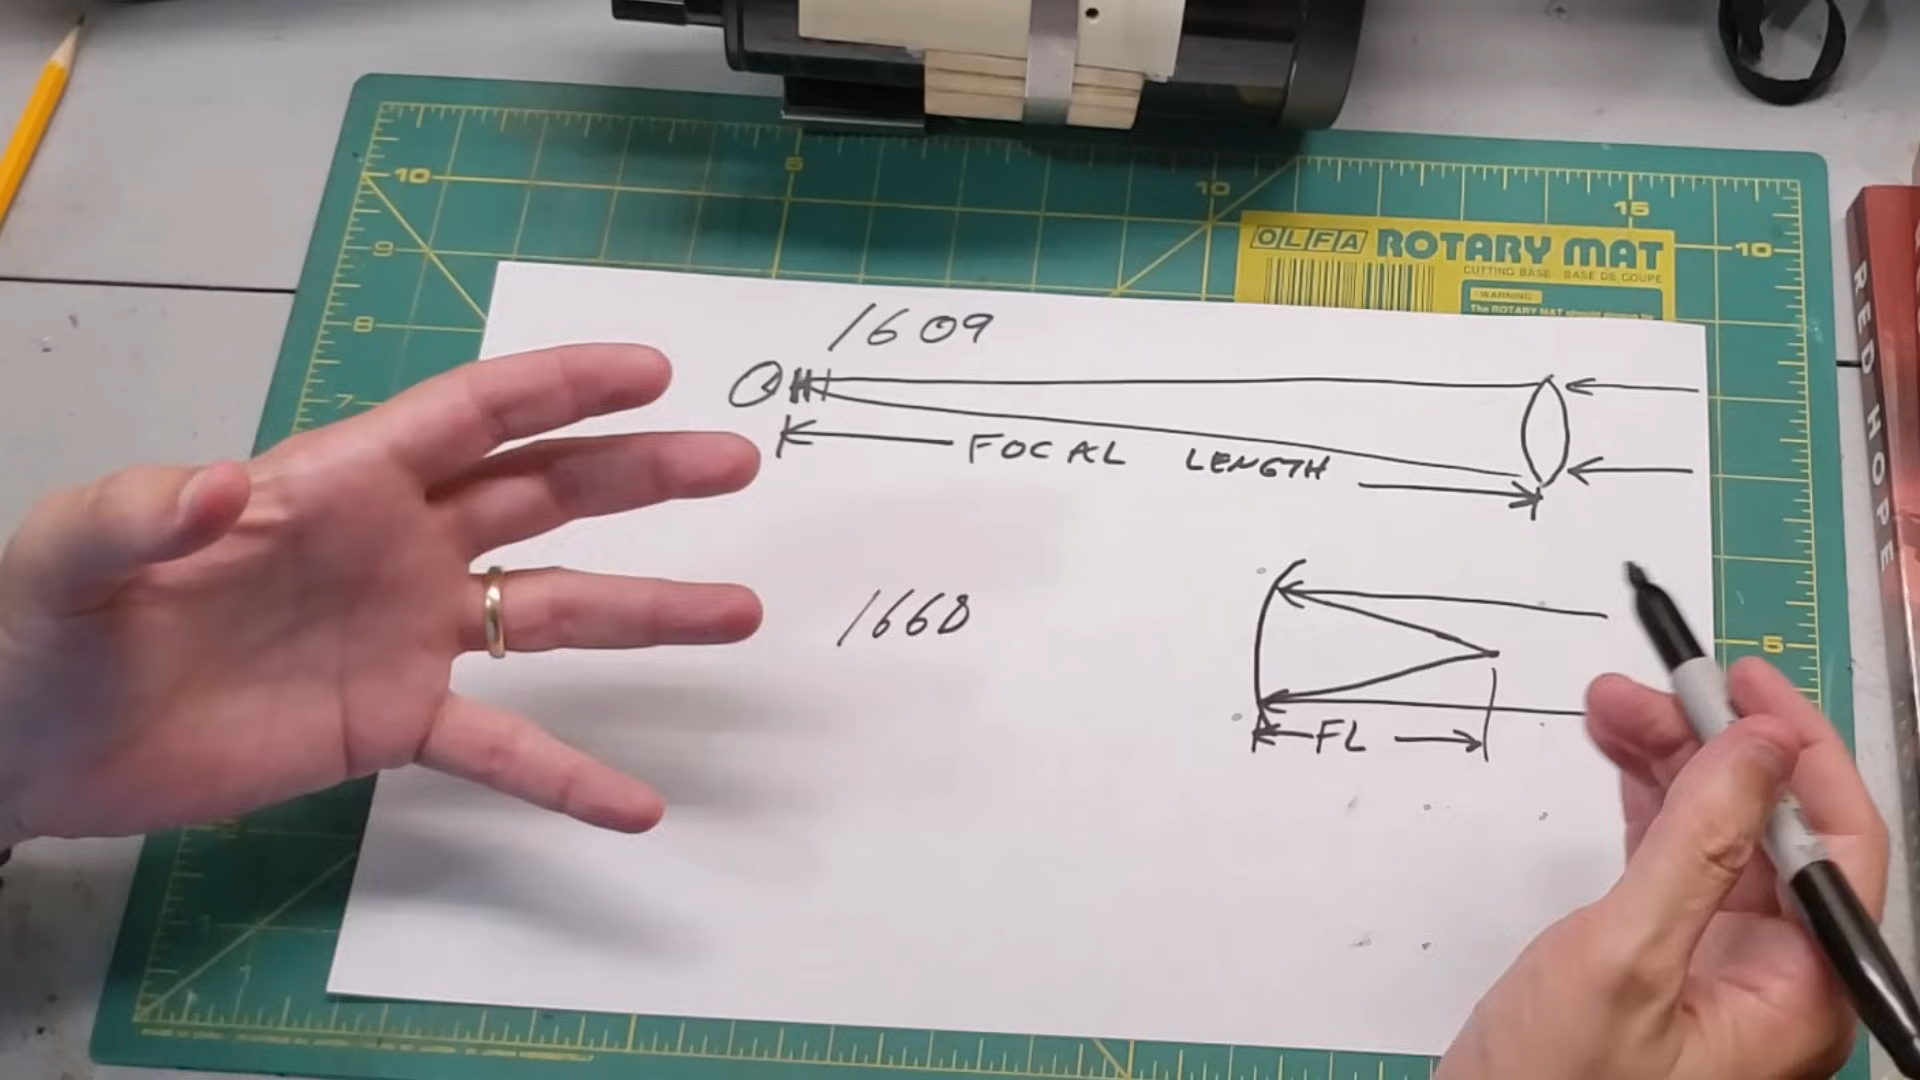 5
10
10
15
9
10
OLFA ROTARY MAT
CUTTING BASE BASE DE COUPE
WARNING
8
1609
7
FOCAL LENGTH
RED HOPE
1668
5
FL